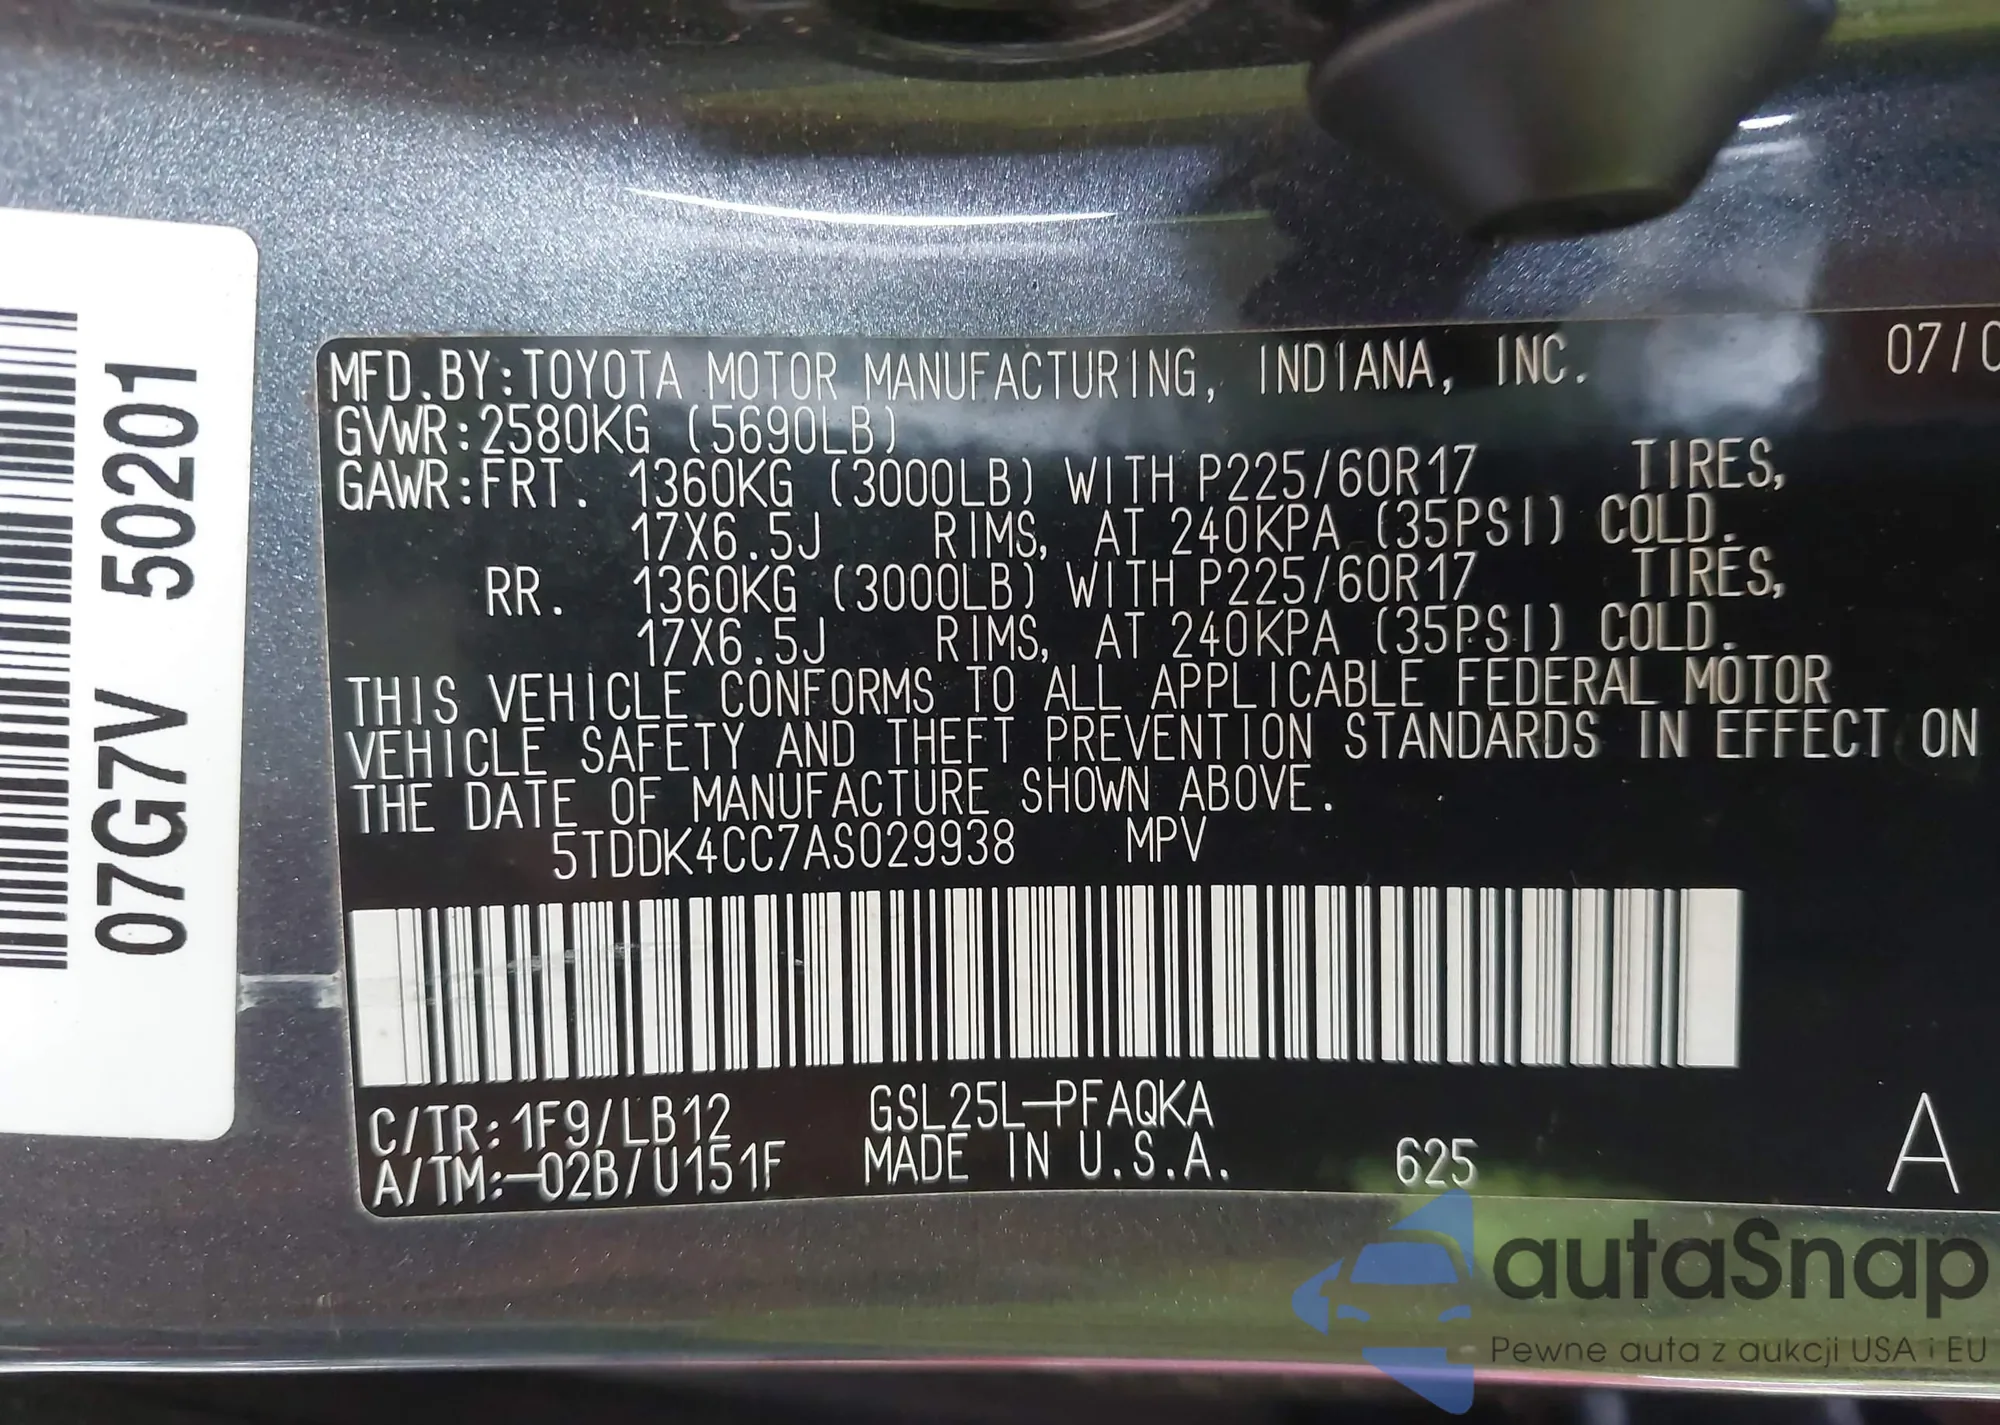 07G7V 50201
MFD.BY:TOYOTA MOTOR MANUFACTURING, INDIANA, INC. 07/0
GVWR:2580KG (5690LB)
GAWR:FRT. 1360KG (3000LB) WITH P225/60R17 TIRES,
17X6.5J RIMS, AT 240KPA (35PSI) COLD.
RR. 1360KG (3000LB) WITH P225/60R17 TIRES,
17X6.5J RIMS, AT 240KPA (35PSI) COLD.
THIS VEHICLE CONFORMS TO ALL APPLICABLE FEDERAL MOTOR
VEHICLE SAFETY AND THEFT PREVENTION STANDARDS IN EFFECT ON
THE DATE OF MANUFACTURE SHOWN ABOVE.
5TDDK4CC7AS029938 MPV
C/TR:1F9/LB12 GSL25L-PFAQKA
A/TM:-02B/U151F MADE IN U.S.A. 625 A
autaSnap
Pewne auta z aukcji USA i EU